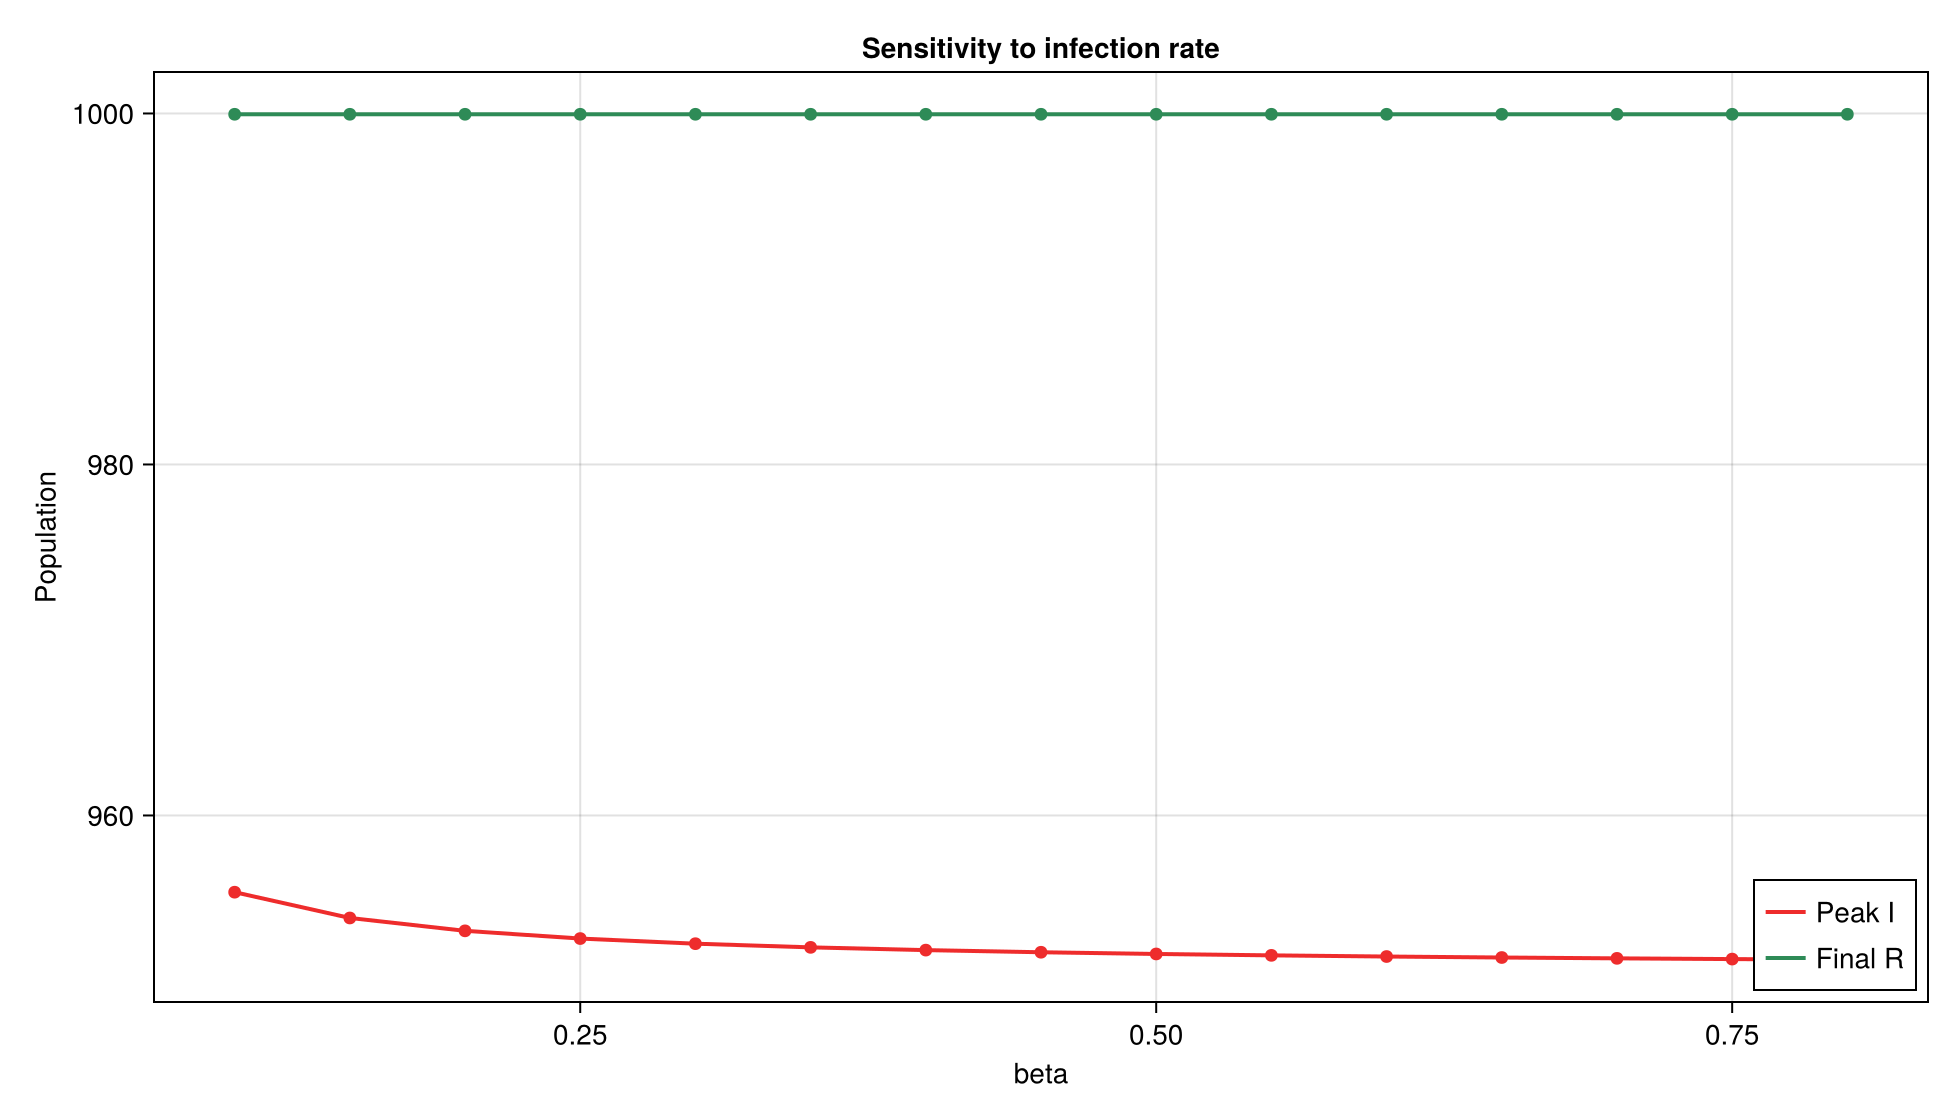 Sensitivity to infection rate
1000
980
960
Population
Peak I
Final R
0.25
0.50
0.75
beta